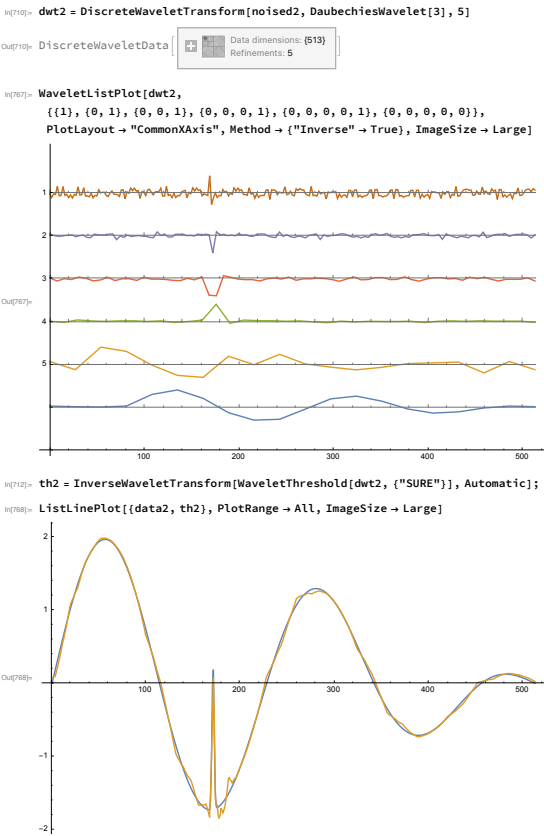 In[710]:= dwt2 = DiscreteWaveletTransform[noised2, DaubechiesWavelet[3], 5]
Out[710]= DiscreteWaveletData[ Data dimensions: {513} ]
Refinements: 5
In[767]:= WaveletListPlot[dwt2,
{{1}, {0, 1}, {0, 0, 1}, {0, 0, 0, 1}, {0, 0, 0, 0, 1}, {0, 0, 0, 0, 0}},
PlotLayout → "CommonXAxis", Method → {"Inverse" → True}, ImageSize → Large]
1
2
3
Out[767]=
4
5
100 200 300 400 500
In[712]:= th2 = InverseWaveletTransform[WaveletThreshold[dwt2, {"SURE"}], Automatic];
In[768]:= ListLinePlot[{data2, th2}, PlotRange → All, ImageSize → Large]
2
1
Out[768]=
100 200 300 400 500
-1
-2